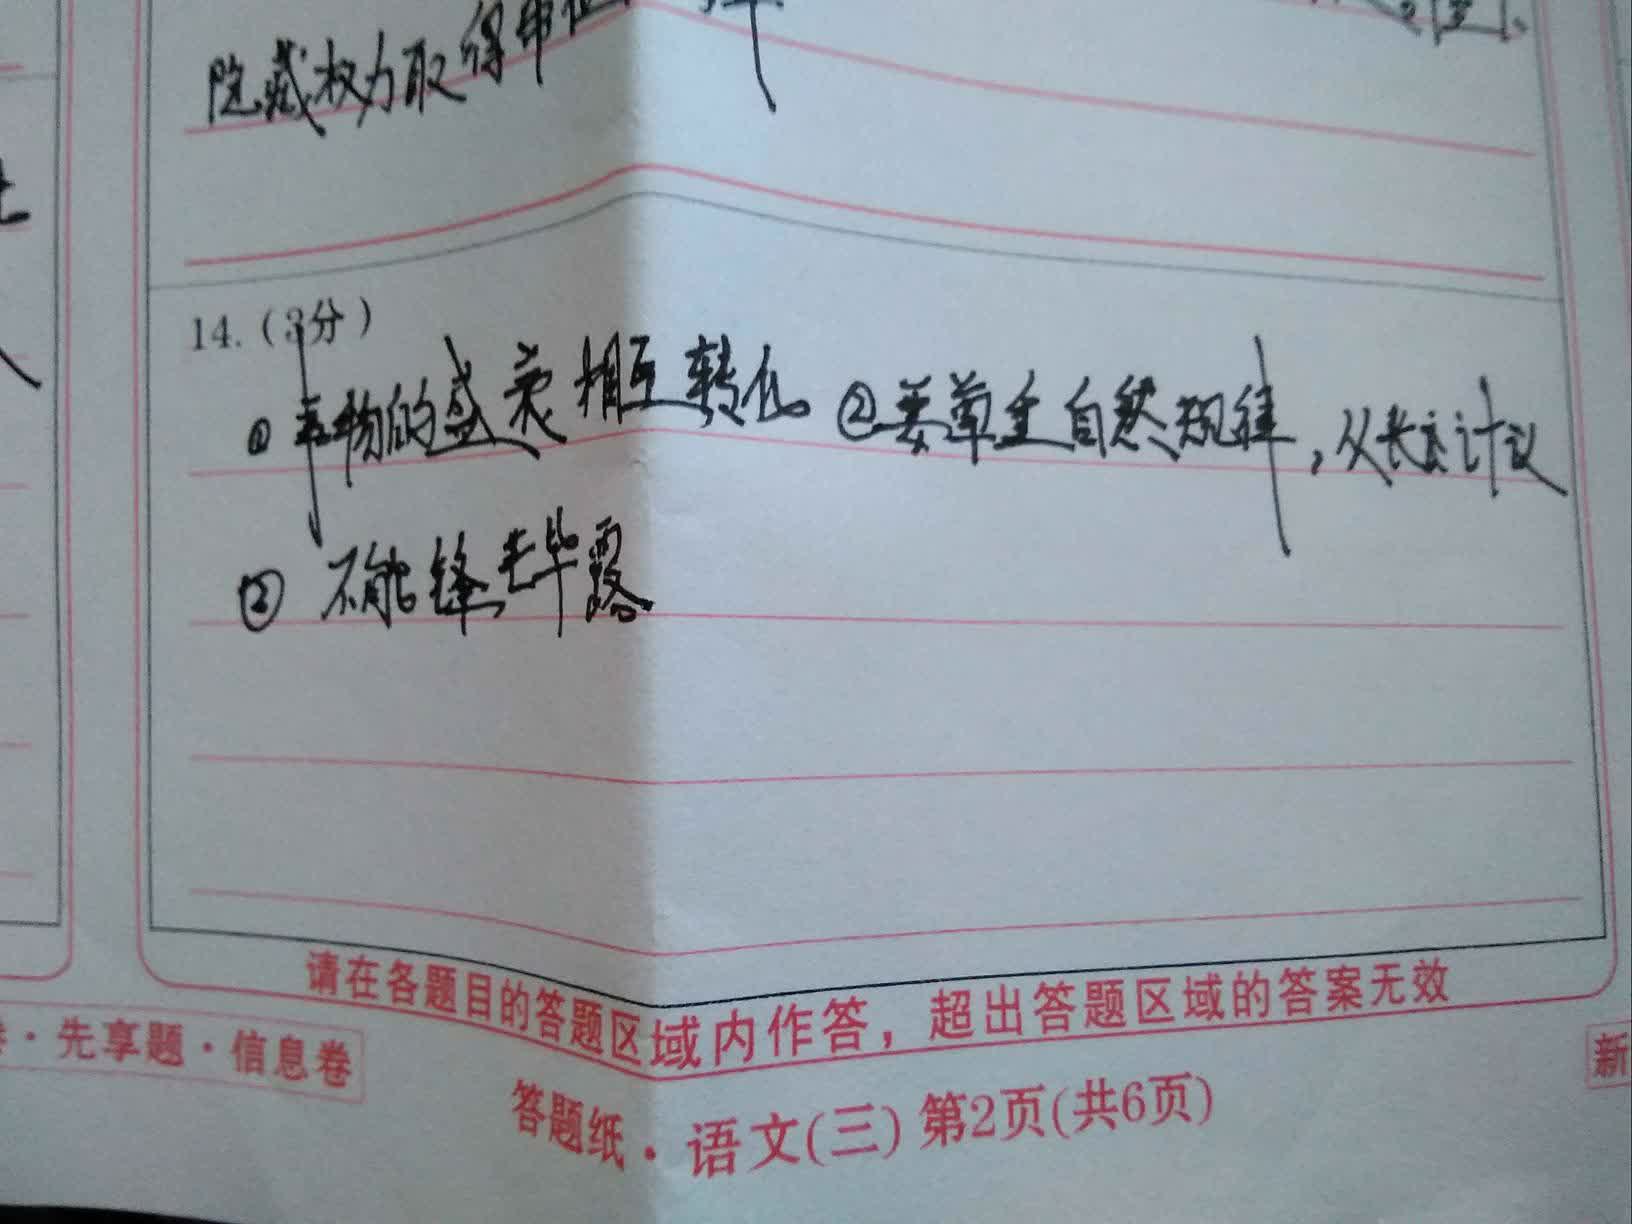 隐藏权力取得
14.（3分）
①事物的盛衰相互转化。②要尊重自然规律，从长远计议
② 不能锋芒毕露
请在各题目的答题区域内作答，超出答题区域的答案无效
·先享题·信息卷
新
答题纸·语文(三) 第2页(共6页)